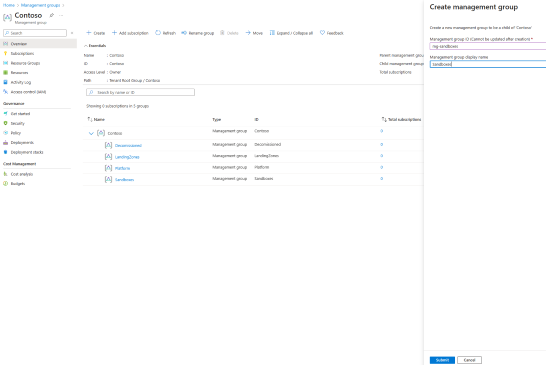 Home > Management groups >
Contoso
Management group
Search
Overview
Subscriptions
Resource Groups
Resources
Activity Log
Access control (IAM)
Governance
Get started
Security
Policy
Deployments
Deployment stacks
Cost Management
Cost analysis
Budgets
Create
Add subscription
Refresh
Rename group
Delete
Move
Expand / Collapse all
Feedback
Essentials
Name : Contoso
ID : Contoso
Access Level : Owner
Path : Tenant Root Group / Contoso
Parent management grou
Child management group
Total subscriptions
Search by name or ID
Showing 0 subscriptions in 5 groups
Name Type ID Total subscriptions
Contoso Management group Contoso 0
Decomissioned Management group Decomissioned 0
LandingZones Management group LandingZones 0
Platform Management group Platform 0
Sandboxes Management group Sandboxes 0
Create management group
Create a new management group to be a child of 'Contoso'
Management group ID (Cannot be updated after creation) *
mg-sandboxes
Management group display name
Sandboxes
Submit
Cancel